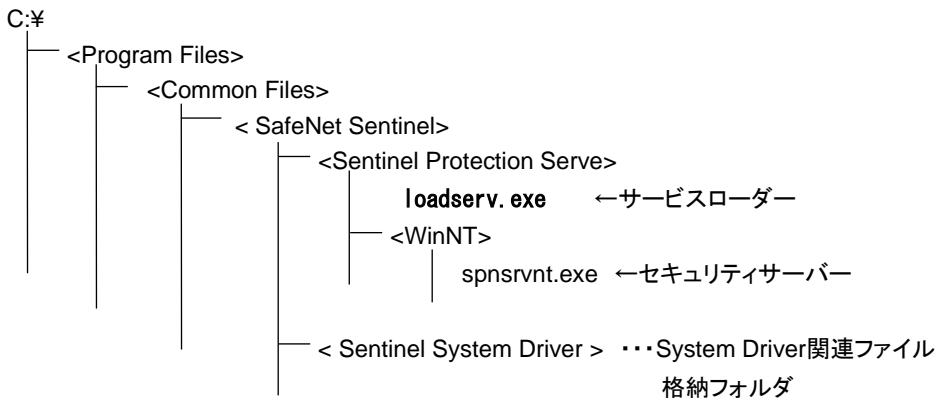 C:¥
<Program Files>
<Common Files>
< SafeNet Sentinel>
<Sentinel Protection Serve>
loadserv.exe ←サービスローダー
<WinNT>
spnsrvnt.exe ←セキュリティサーバー
< Sentinel System Driver > ・・・System Driver関連ファイル
格納フォルダ